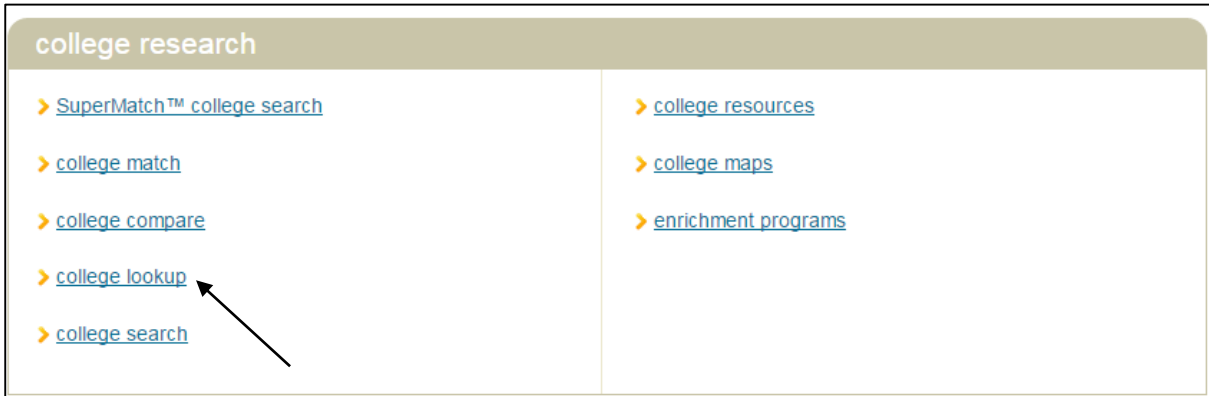 college research
SuperMatch™ college search
college match
college compare
college lookup
college search
college resources
college maps
enrichment programs